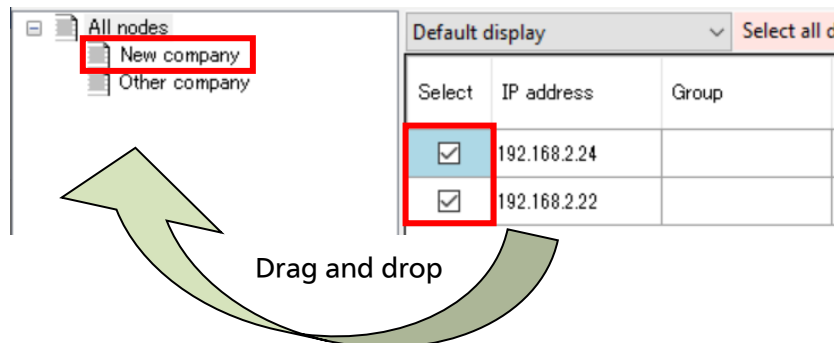 All nodes
New company
Other company
Default display
Select all d
Select IP address Group
192.168.2.24
192.168.2.22
Drag and drop